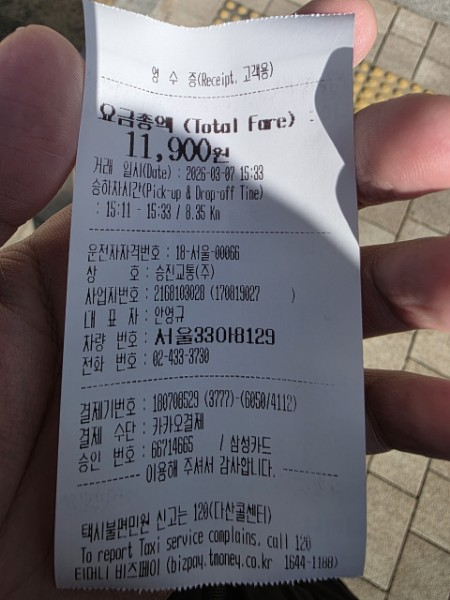 영 수 증(Receipt, 고객용)
요금총액 (Total Fare) :
11,900원
거래 일시(Date) : 2026-03-07 15:33
승하차시간(Pick-up & Drop-off Time)
: 15:11 - 15:33 / 8.35 Km
운전자자격번호 : 18-서울-00066
상 호 : 승진교통(주)
사업자번호 : 2168103028 (170819027 )
대 표 자 : 안영규
차량 번호 : 서울33아8129
전화 번호 : 02-433-3730
결제기번호 : 180706529 (3777)-(6050/4112)
결제 수단 : 카카오결제
승인 번호 : 66714665 / 삼성카드
이용해 주셔서 감사합니다.
택시불편민원 신고는 120(다산콜센터)
To report Taxi service complains, call 120
티머니 비즈페이 (bizpay.tmoney.co.kr 1644-1188)